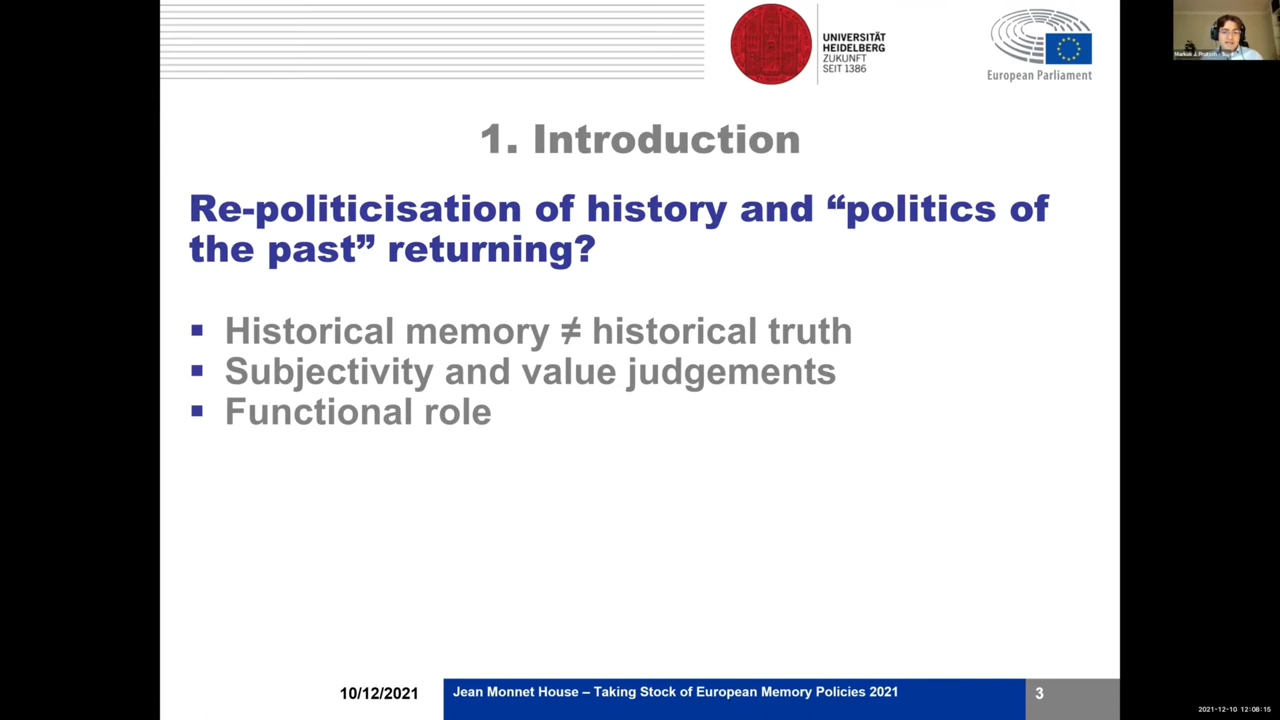 UNIVERSITÄT
HEIDELBERG
ZUKUNFT
SEIT 1386
European Parliament
1. Introduction
Re-politicisation of history and “politics of
the past” returning?
▪ Historical memory ≠ historical truth
▪ Subjectivity and value judgements
▪ Functional role
10/12/2021
Jean Monnet House – Taking Stock of European Memory Policies 2021
3
2021-12-10 12:08:15